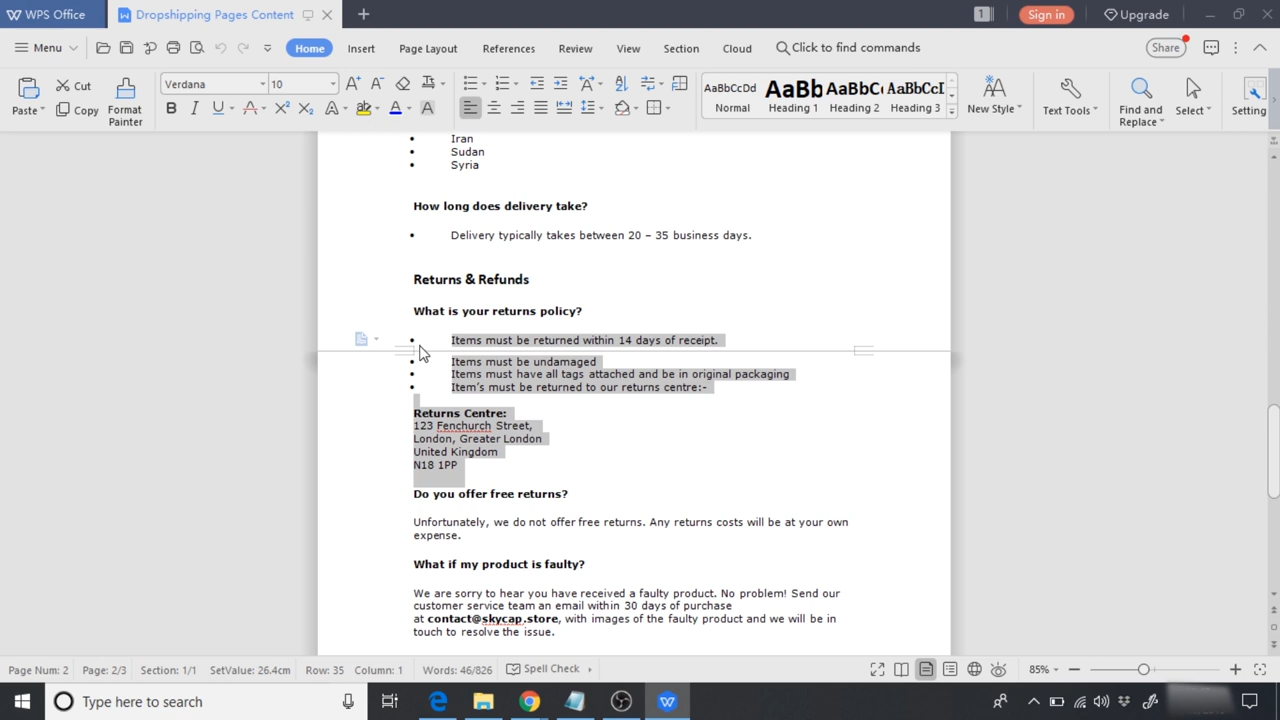 WPS Office
Dropshipping Pages Content
1
Sign in
Upgrade
Menu
Home
Insert
Page Layout
References
Review
View
Section
Cloud
Click to find commands
Share
Paste
Cut
Copy
Format
Painter
Verdana
10
AaBbCcDd
Normal
AaBb
Heading 1
AaBbC
Heading 2
AaBbC
Heading 3
New Style
Text Tools
Find and
Replace
Select
Setting
• Iran
• Sudan
• Syria
How long does delivery take?
• Delivery typically takes between 20 – 35 business days.
Returns & Refunds
What is your returns policy?
• Items must be returned within 14 days of receipt.
• Items must be undamaged
• Items must have all tags attached and be in original packaging
• Item's must be returned to our returns centre:-
Returns Centre:
123 Fenchurch Street,
London, Greater London
United Kingdom
N18 1PP
Do you offer free returns?
Unfortunately, we do not offer free returns. Any returns costs will be at your own
expense.
What if my product is faulty?
We are sorry to hear you have received a faulty product. No problem! Send our
customer service team an email within 30 days of purchase
at contact@skycap.store, with images of the faulty product and we will be in
touch to resolve the issue.
Page Num: 2
Page: 2/3
Section: 1/1
SetValue: 26.4cm
Row: 35
Column: 1
Words: 46/826
Spell Check
85%
Type here to search